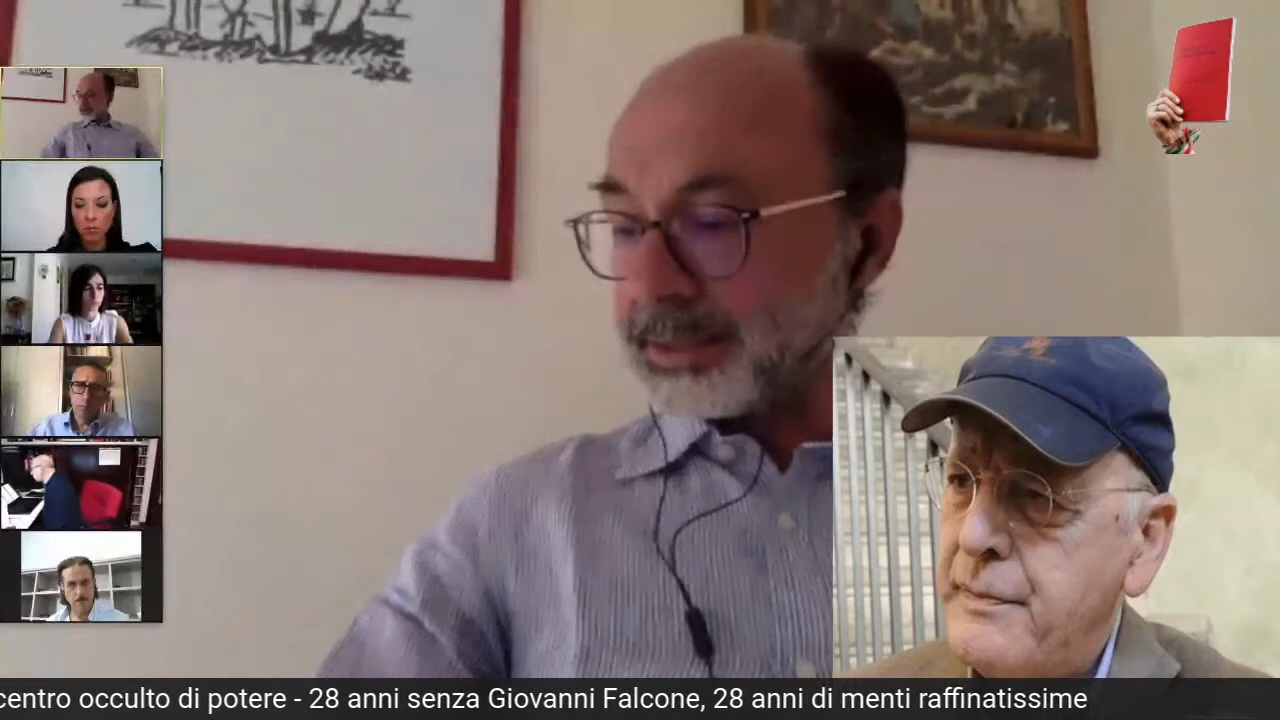 centro occulto di potere - 28 anni senza Giovanni Falcone, 28 anni di menti raffinatissime